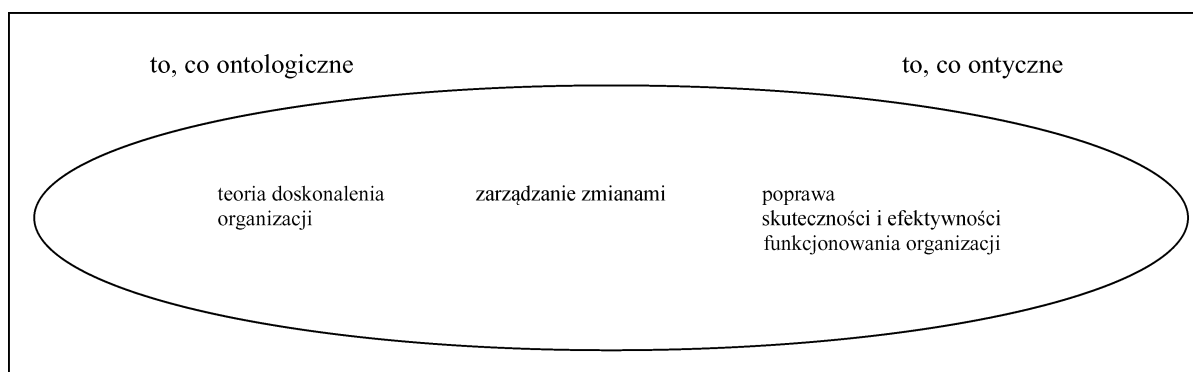 to, co ontologiczne
to, co ontyczne
teoria doskonalenia
organizacji
zarządzanie zmianami
poprawa
skuteczności i efektywności
funkcjonowania organizacji